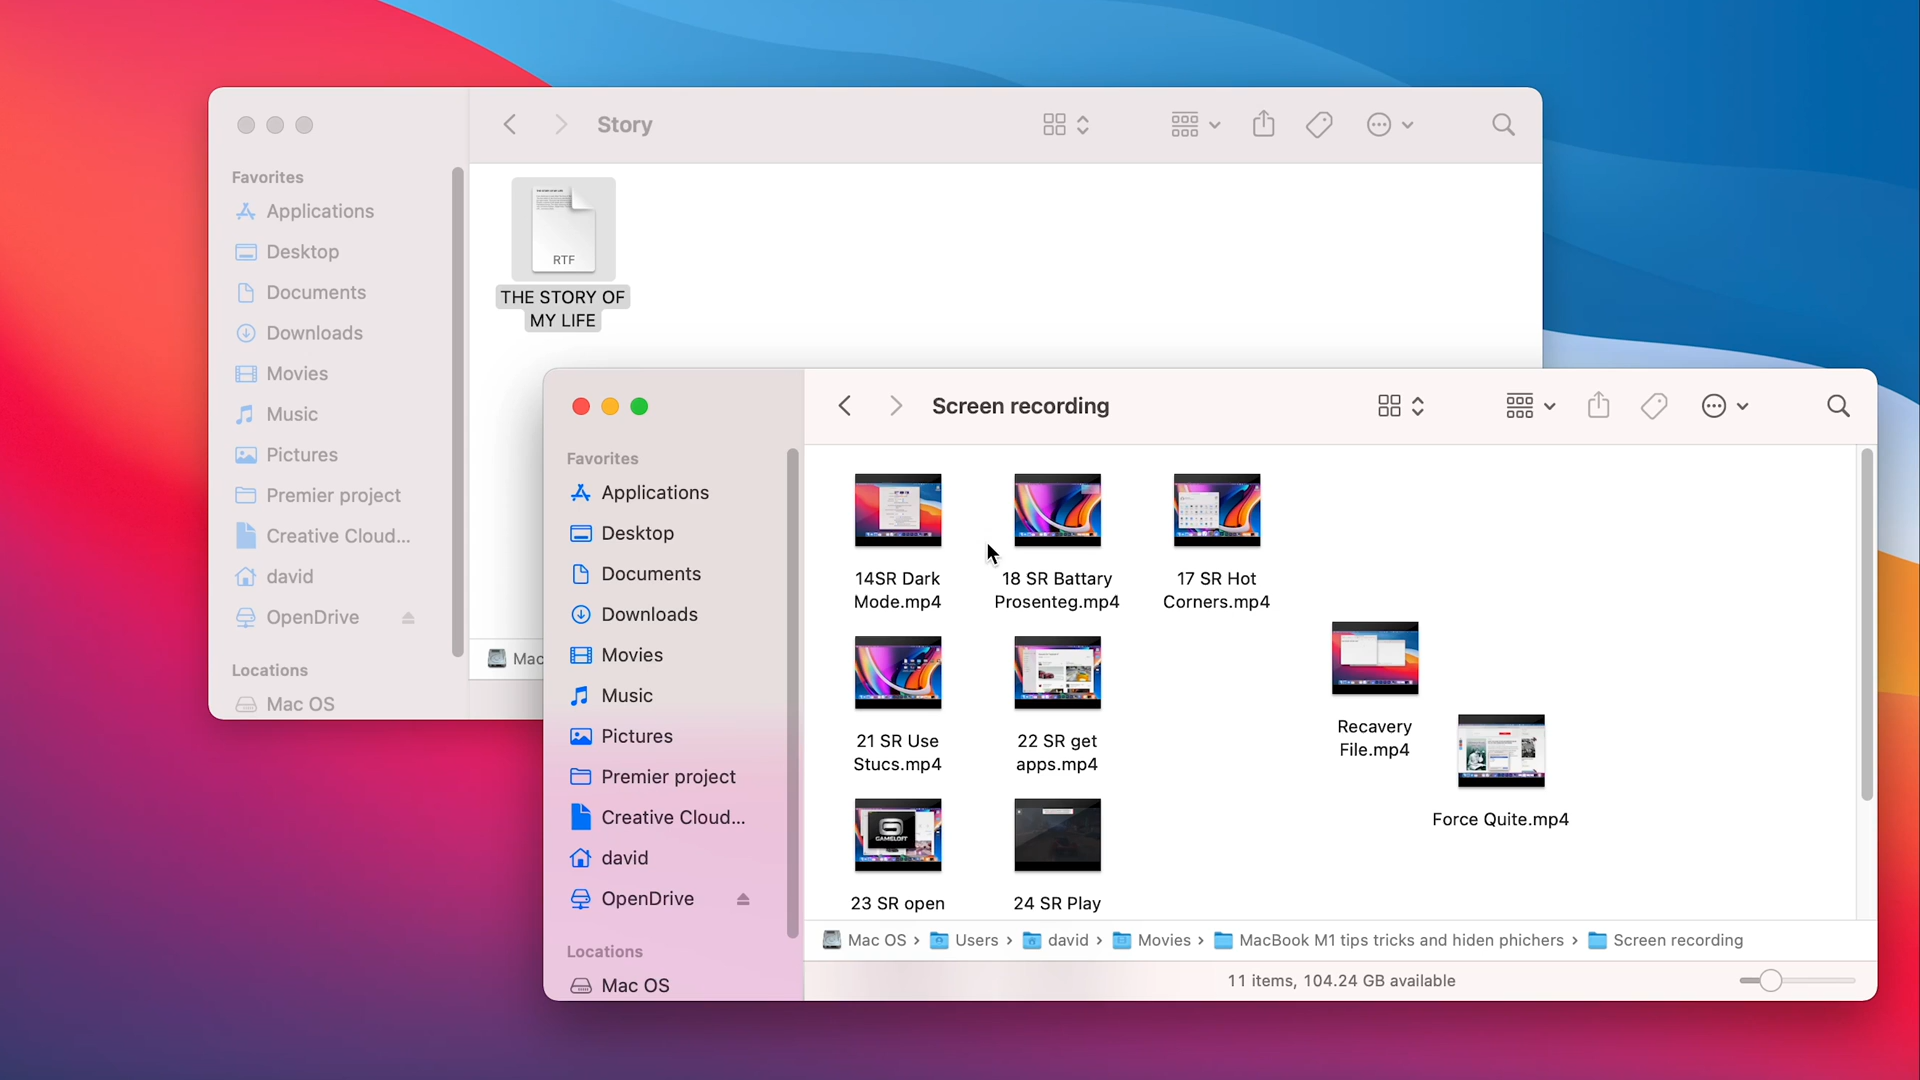 Story
Favorites
Applications
Desktop
Documents
Downloads
Movies
Music
Pictures
Premier project
Creative Cloud...
david
OpenDrive
Locations
Mac OS
RTF
THE STORY OF
MY LIFE
Mac
Screen recording
Favorites
Applications
Desktop
Documents
Downloads
Movies
Music
Pictures
Premier project
Creative Cloud...
david
OpenDrive
Locations
Mac OS
14SR Dark
Mode.mp4
18 SR Battary
Prosenteg.mp4
17 SR Hot
Corners.mp4
21 SR Use
Stucs.mp4
22 SR get
apps.mp4
Recavery
File.mp4
Force Quite.mp4
GAMELOFT
23 SR open
24 SR Play
Mac OS › Users › david › Movies › MacBook M1 tips tricks and hiden phichers › Screen recording
11 items, 104.24 GB available